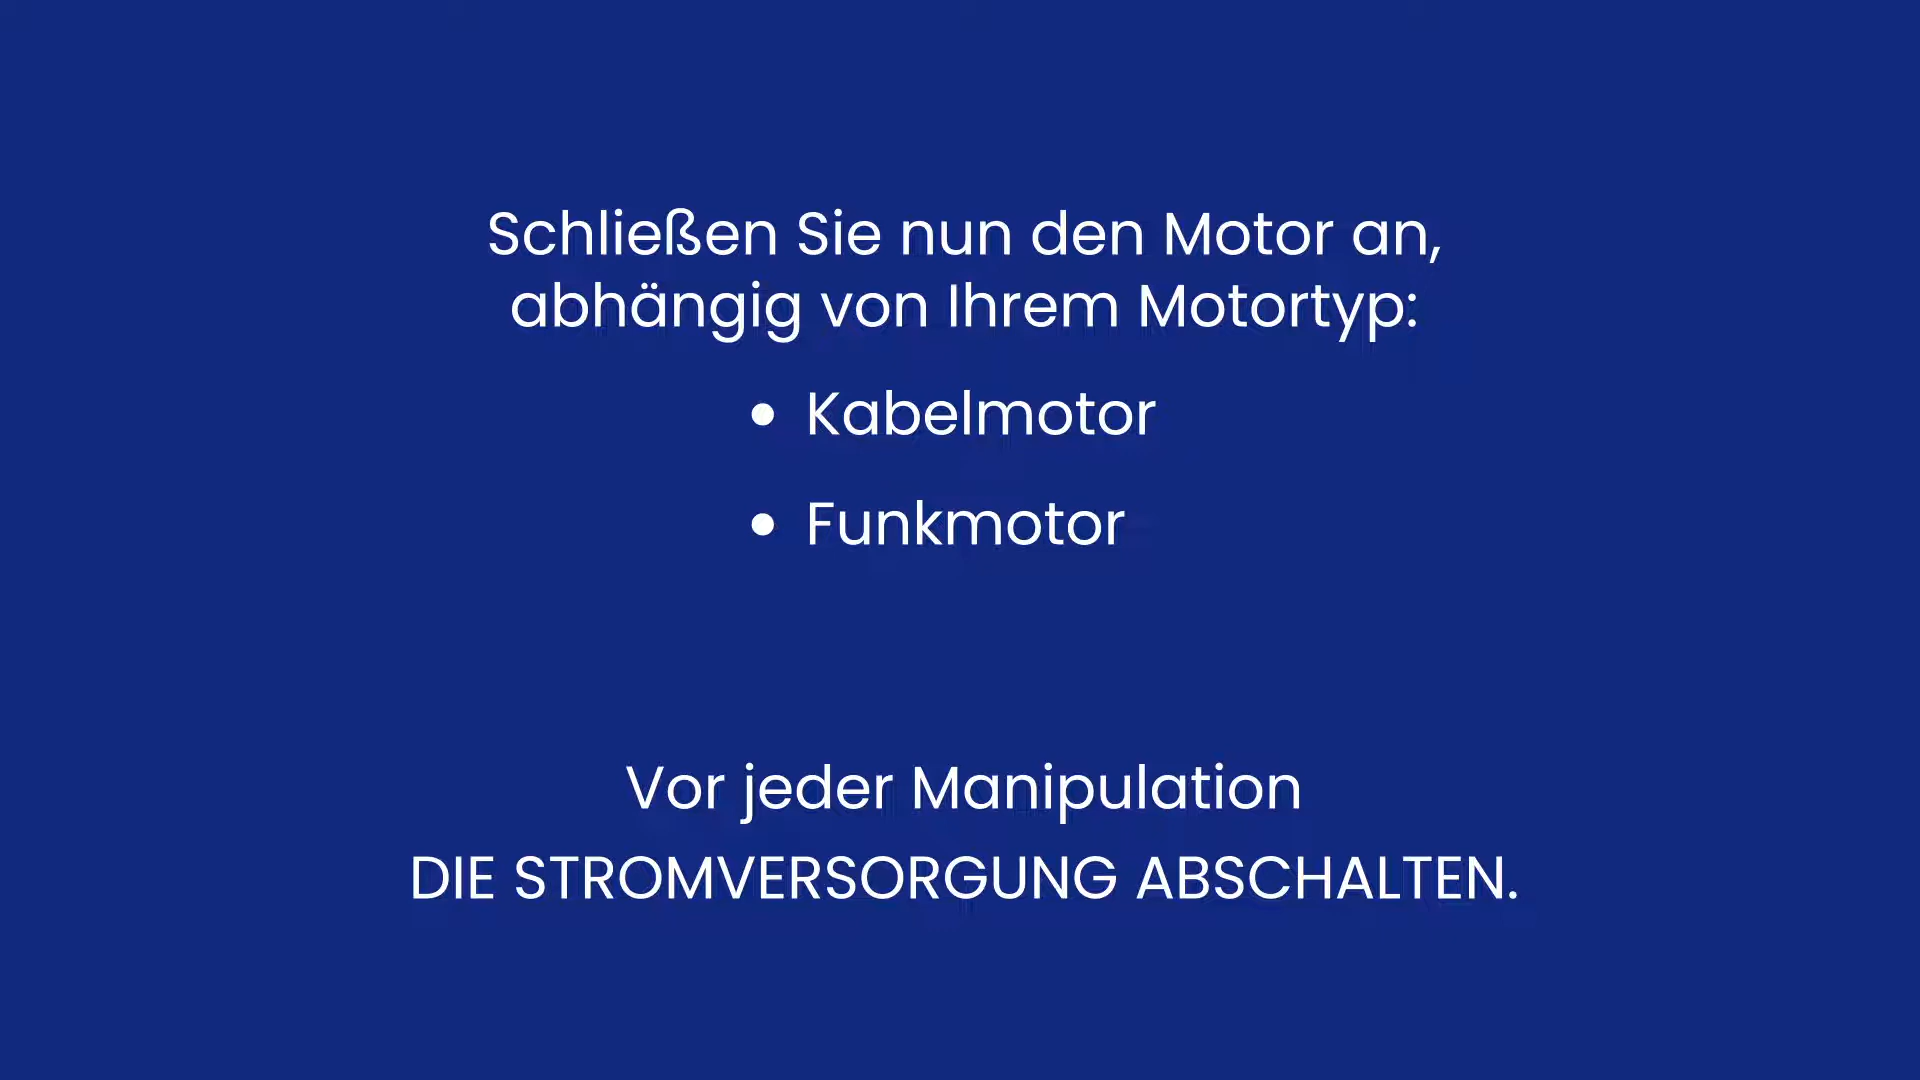 Schließen Sie nun den Motor an,
abhängig von Ihrem Motortyp:
• Kabelmotor
• Funkmotor
Vor jeder Manipulation
DIE STROMVERSORGUNG ABSCHALTEN.